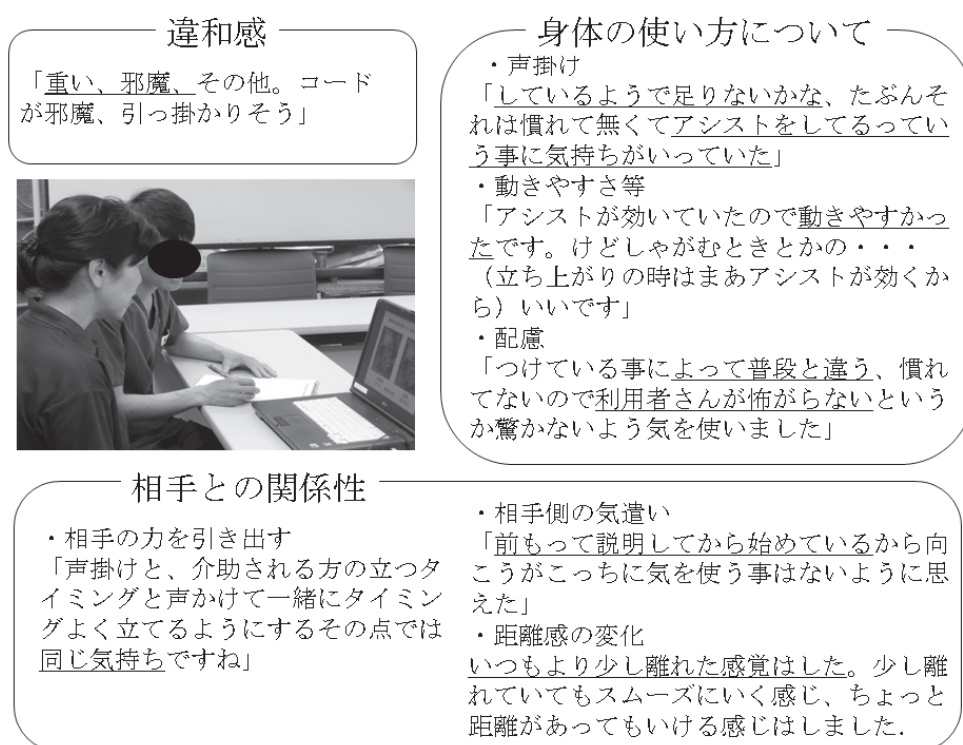 違和感
「重い、邪魔、その他。コード
が邪魔、引っ掛かりそう」
身体の使い方について
・声掛け
「しているようで足りないかな、たぶんそ
れは慣れて無くてアシストをしてるってい
う事に気持ちがいっていた」
・動きやすさ等
「アシストが効いていたので動きやすかっ
たです。けどしゃがむときとかの・・・
（立ち上がりの時はまあアシストが効くか
ら）いいです」
・配慮
「つけている事によって普段と違う、慣れ
てないので利用者さんが怖がらないという
か驚かないよう気を使いました」
相手との関係性
・相手の力を引き出す
「声掛けと、介助される方の立つタ
イミングと声かけて一緒にタイミン
グよく立てるようにするその点では
同じ気持ちですね」
・相手側の気遣い
「前もって説明してから始めているから向
こうがこっちに気を使う事はないように思
えた」
・距離感の変化
いつもより少し離れた感覚はした。少し離
れていてもスムーズにいく感じ、ちょっと
距離があってもいける感じはしました.